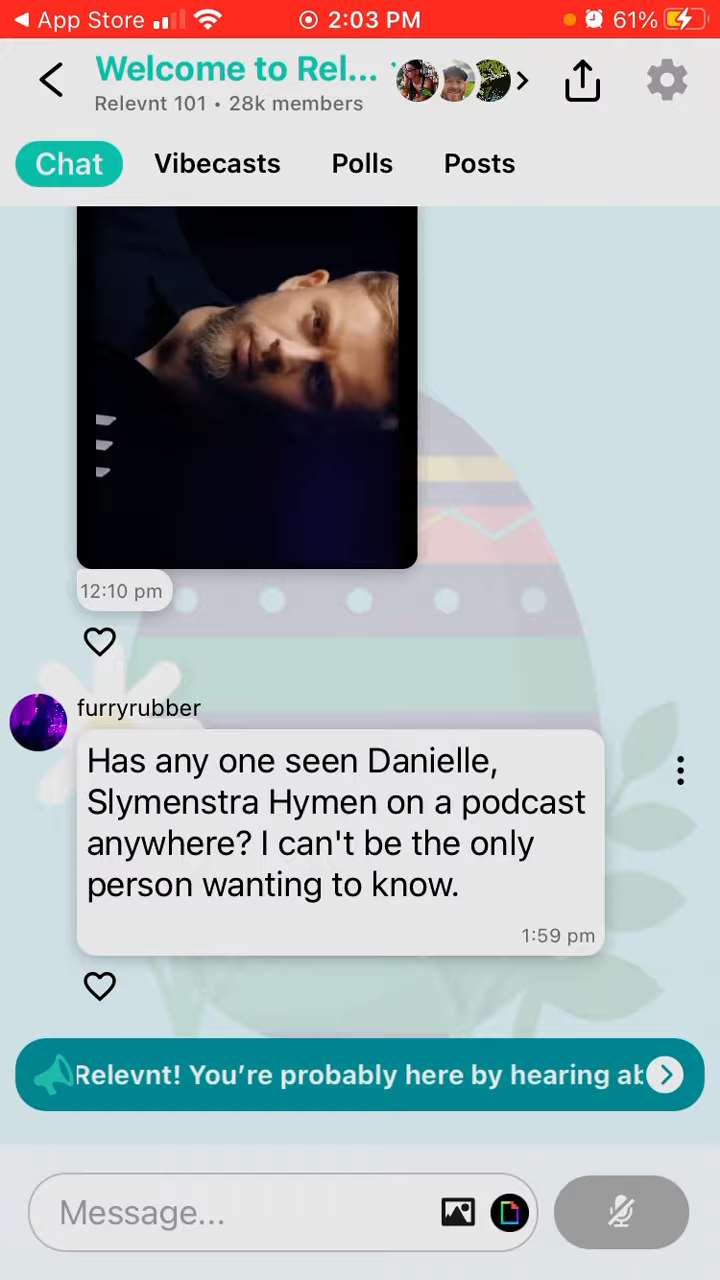 App Store 2:03 PM 61%
Welcome to Rel...
Relevnt 101 • 28k members
Chat Vibecasts Polls Posts
12:10 pm
furryrubber
Has any one seen Danielle,
Slymenstra Hymen on a podcast
anywhere? I can't be the only
person wanting to know.
1:59 pm
Relevnt! You’re probably here by hearing ab
Message...